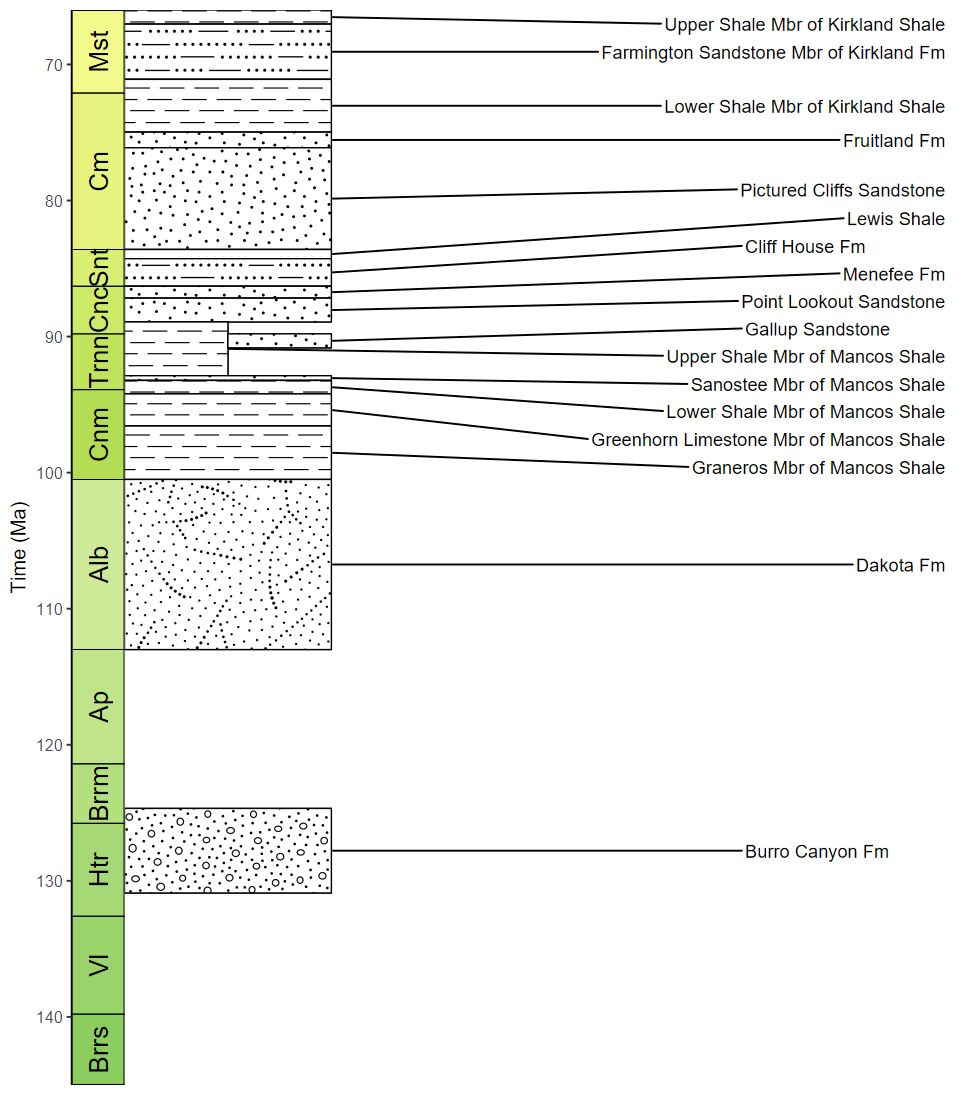 Time (Ma)
70
80
90
100
110
120
130
140
Mst
Cm
Snt
Cnc
Trnn
Cnm
Alb
Ap
Brrm
Htr
Vl
Brrs
Upper Shale Mbr of Kirkland Shale
Farmington Sandstone Mbr of Kirkland Fm
Lower Shale Mbr of Kirkland Shale
Fruitland Fm
Pictured Cliffs Sandstone
Lewis Shale
Cliff House Fm
Menefee Fm
Point Lookout Sandstone
Gallup Sandstone
Upper Shale Mbr of Mancos Shale
Sanostee Mbr of Mancos Shale
Lower Shale Mbr of Mancos Shale
Greenhorn Limestone Mbr of Mancos Shale
Graneros Mbr of Mancos Shale
Dakota Fm
Burro Canyon Fm